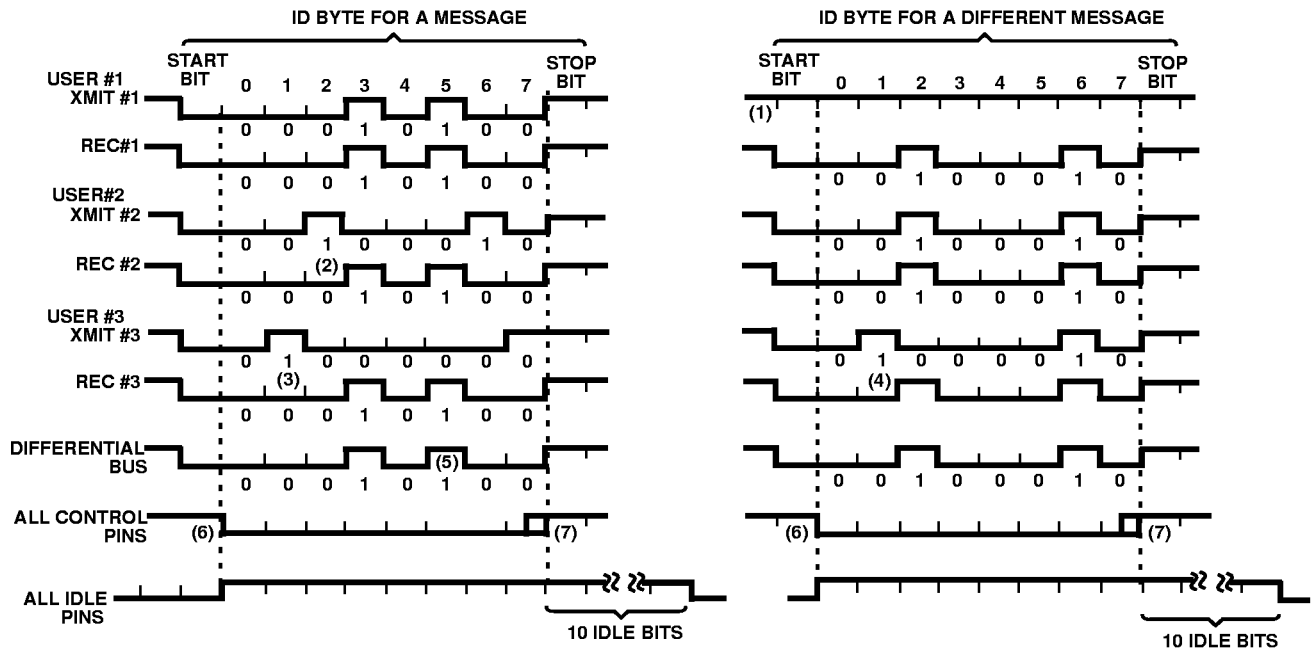 ID BYTE FOR A MESSAGE
ID BYTE FOR A DIFFERENT MESSAGE
START BIT 0 1 2 3 4 5 6 7 STOP BIT
START BIT 0 1 2 3 4 5 6 7 STOP BIT
USER #1
XMIT #1
0 0 0 1 0 1 0 0
(1)
REC#1
0 0 0 1 0 1 0 0
0 0 1 0 0 0 1 0
USER#2
XMIT #2
0 0 1 0 0 0 1 0
0 0 1 0 0 0 1 0
REC #2
(2)
0 0 0 1 0 1 0 0
0 0 1 0 0 0 1 0
USER #3
XMIT #3
0 1 0 0 0 0 0 0
0 1 0 0 0 1 0
REC #3
(3)
(4)
0 0 0 1 0 1 0 0
DIFFERENTIAL
BUS
(5)
0 0 0 1 0 1 0 0
0 0 1 0 0 0 1 0
ALL CONTROL
PINS
(6)
(7)
(6)
(7)
ALL IDLE
PINS
10 IDLE BITS
10 IDLE BITS